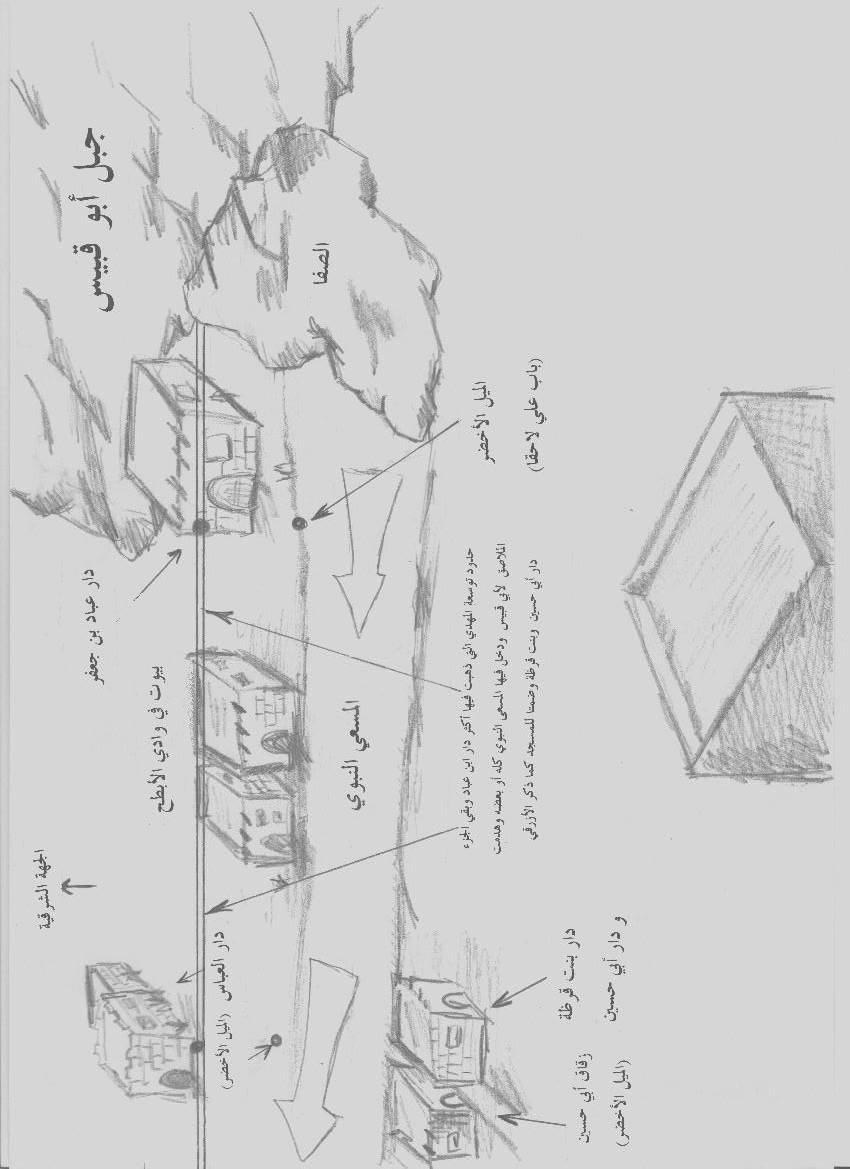 جبل أبو قبيس
الصفا
الميل الأخضر
(باب علي لاحقا)
دار عباد بن جعفر
بيوت في وادي الأبطح
الجهة الشرقية
المسعي النبوي
حدود توسعة المهدي التي ذهبت فيها أكثر دار ابن عباد وبقي الجزء
الملاصق لأبي قبيس ودخل فيها المسعى النبوي كله أو بعضه وهدمت
دار أبي حسين وبنت قرظة وضمتا للمسجد كما ذكر الأزرقي
دار العباس
(الميل الأخضر)
دار بنت قرظة
و دار أبي حسين
زقاق أبي حسين
(الميل الأخضر)